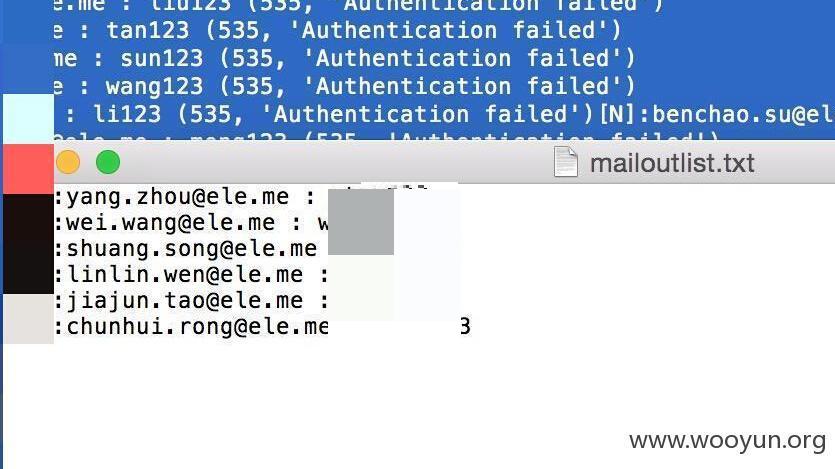 e.me : liu123 (535, 'Authentication failed')
e : tan123 (535, 'Authentication failed')
me : sun123 (535, 'Authentication failed')
e : wang123 (535, 'Authentication failed')
: li123 (535, 'Authentication failed')[N]:benchao.su@el
ele.me : meng123 (535, 'Authentication failed')
mailoutlist.txt
:yang.zhou@ele.me :
:wei.wang@ele.me : w
:shuang.song@ele.me
:linlin.wen@ele.me :
:jiajun.tao@ele.me :
:chunhui.rong@ele.me 3
www.wooyun.org